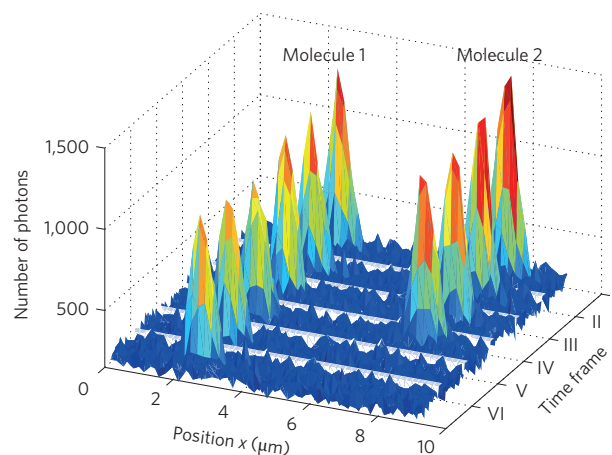 Molecule 1
Molecule 2
1,500
1,000
500
Number of photons
0
2
4
6
8
10
Position x (μm)
II
III
IV
V
VI
Time frame